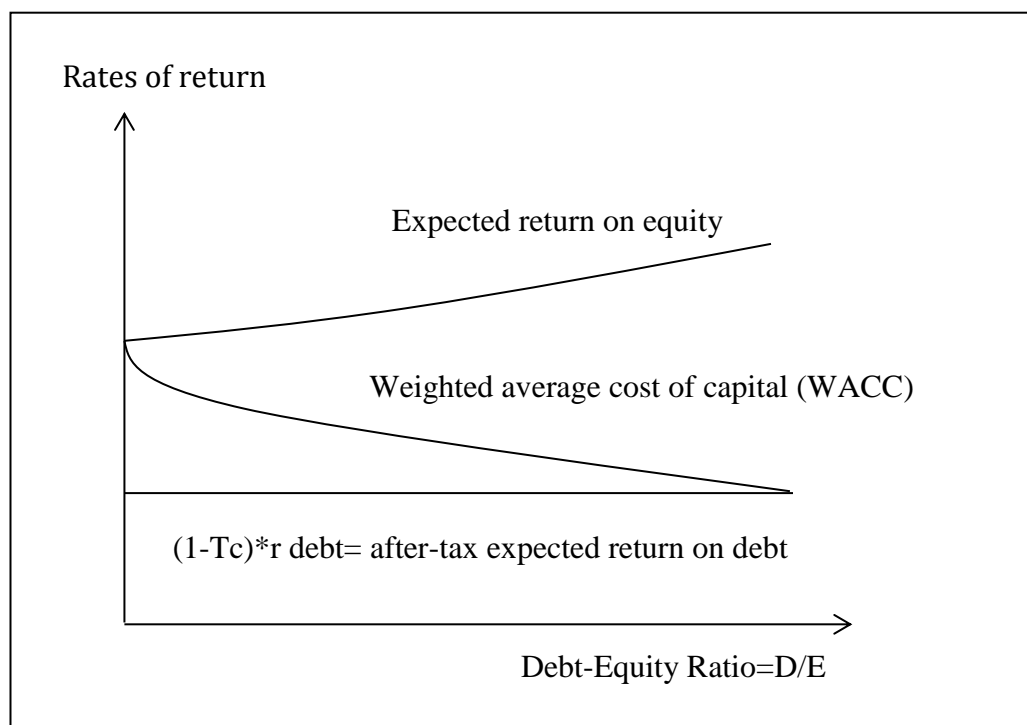 Rates of return
Expected return on equity
Weighted average cost of capital (WACC)
(1-Tc)*r debt= after-tax expected return on debt
Debt-Equity Ratio=D/E